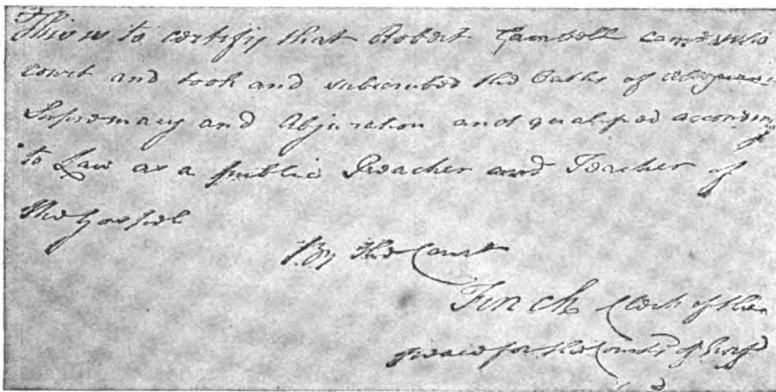 This is to certify that Robert Campbell came into
court and took and subscribed the Oaths of Allegiance
Supremacy and Abjuration and qualified according
to Law as a public Preacher and Teacher of
the Gospel
By the Court
Finch Clerk of the
peace for the County of